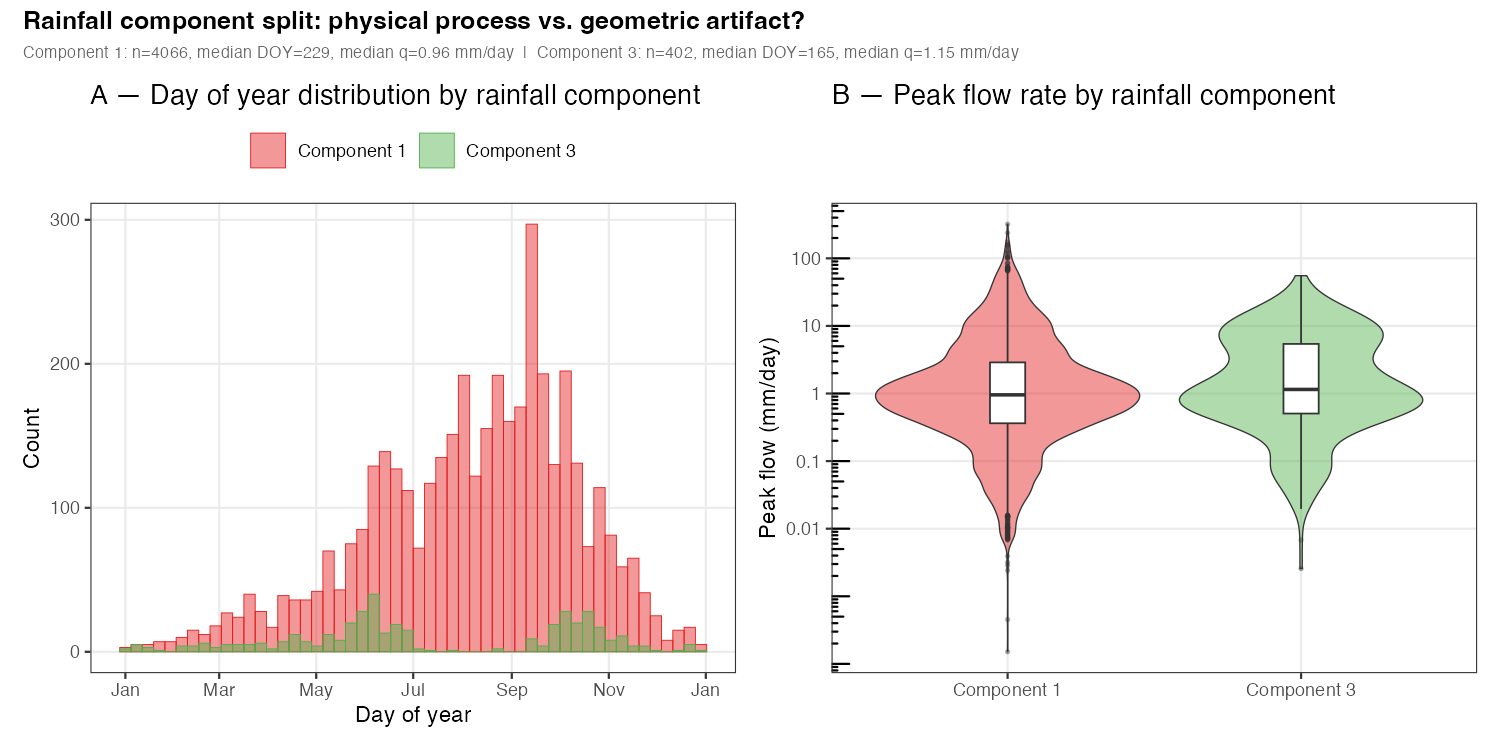 Rainfall component split: physical process vs. geometric artifact?
Component 1: n=4066, median DOY=229, median q=0.96 mm/day | Component 3: n=402, median DOY=165, median q=1.15 mm/day
A — Day of year distribution by rainfall component
Component 1
Component 3
300
200
100
0
Count
Jan
Mar
May
Jul
Sep
Nov
Jan
Day of year
B — Peak flow rate by rainfall component
100
10
1
0.1
0.01
Peak flow (mm/day)
Component 1
Component 3